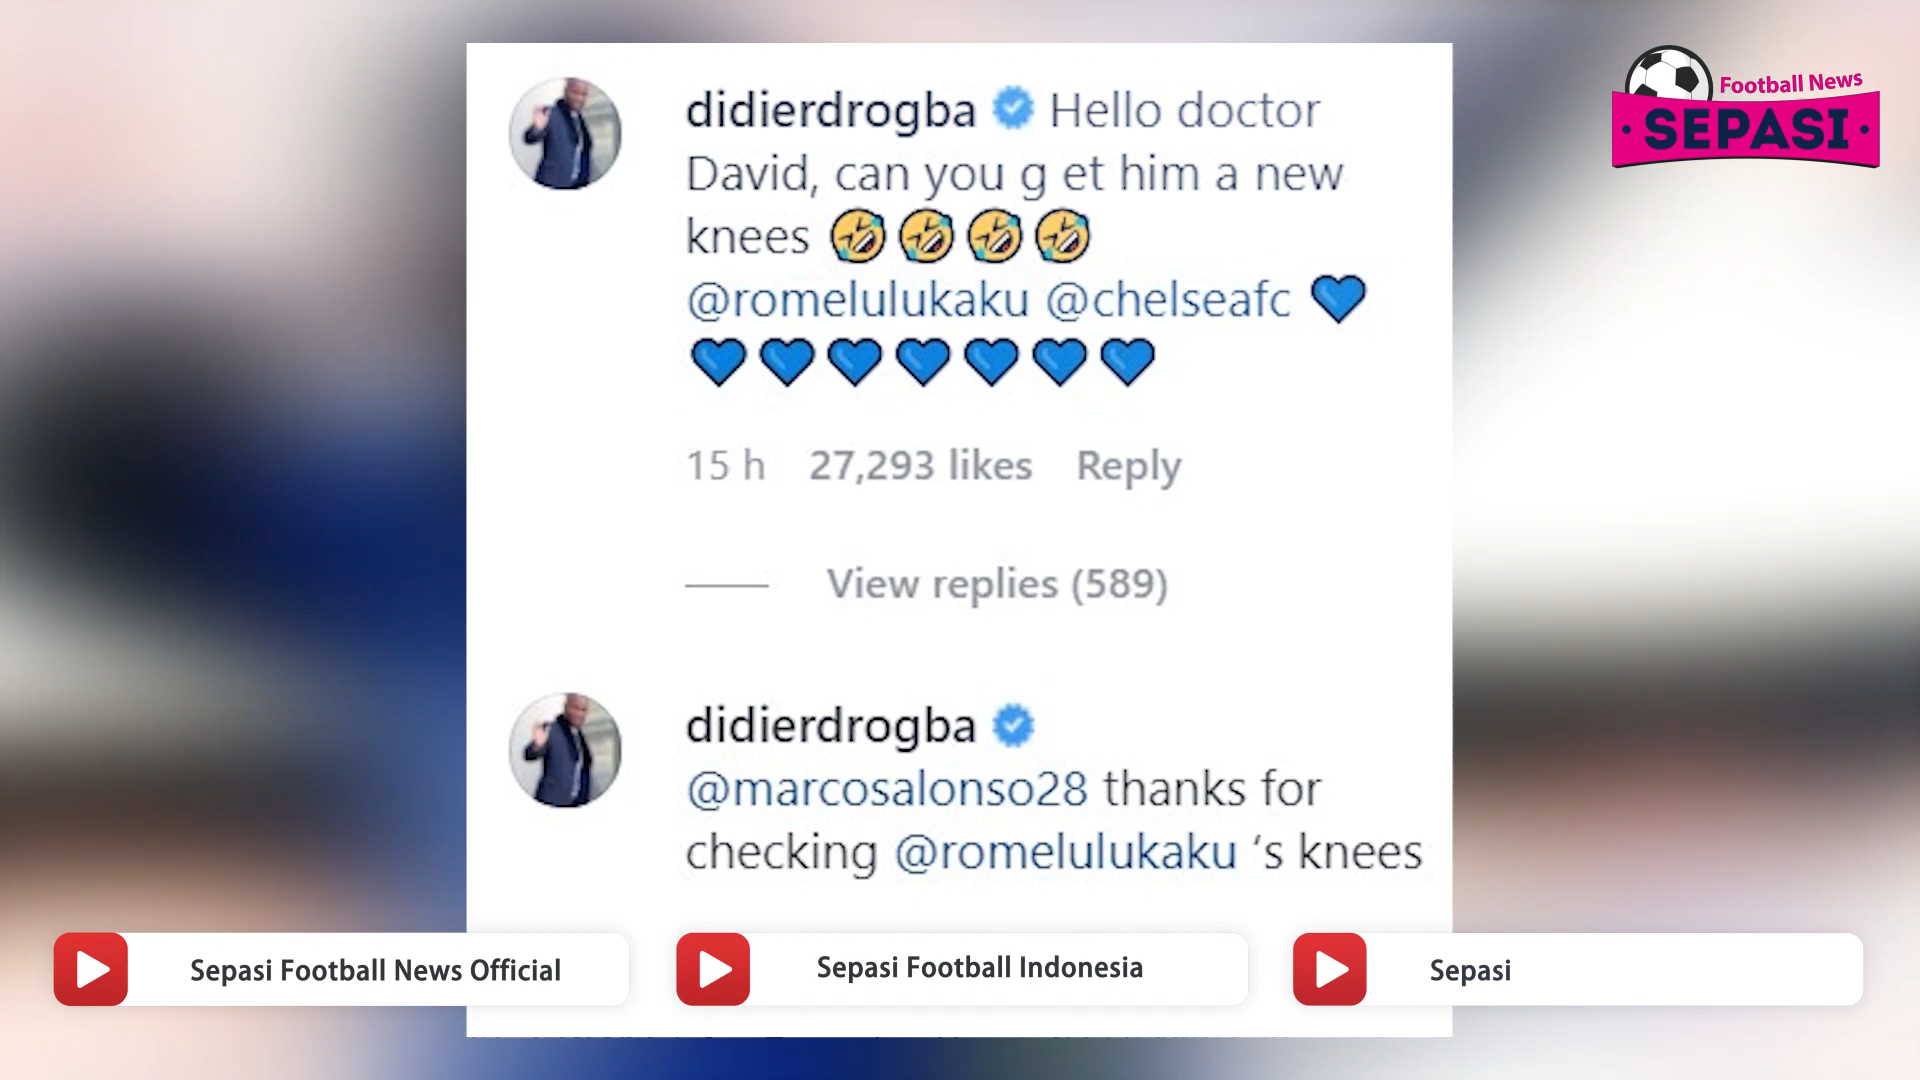 didierdrogba Hello doctor
David, can you g et him a new
knees 🤣🤣🤣🤣
@romelulukaku @chelseafc 💙
💙💙💙💙💙💙💙
15 h 27,293 likes Reply
View replies (589)
didierdrogba
@marcosalonso28 thanks for
checking @romelulukaku ‘s knees
Football News
SEPASI
Sepasi Football News Official
Sepasi Football Indonesia
Sepasi